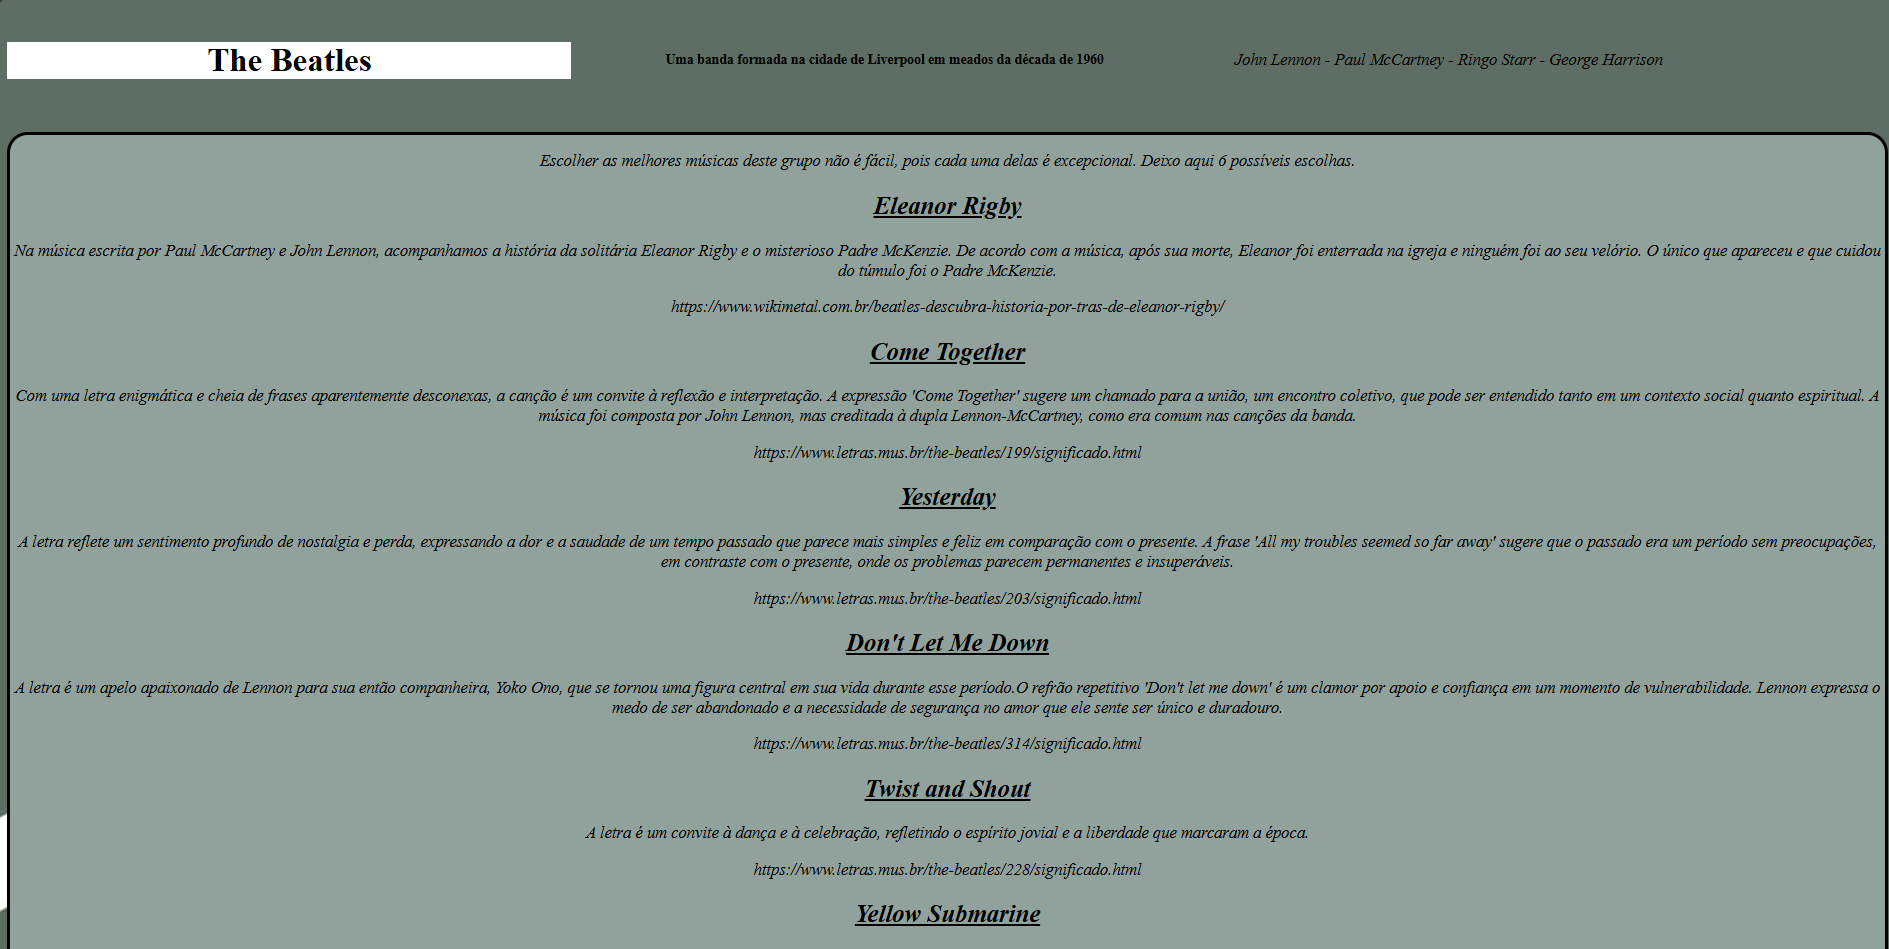 The Beatles
Uma banda formada na cidade de Liverpool em meados da década de 1960
John Lennon - Paul McCartney - Ringo Starr - George Harrison
Escolher as melhores músicas deste grupo não é fácil, pois cada uma delas é excepcional. Deixo aqui 6 possíveis escolhas.
Eleanor Rigby
Na música escrita por Paul McCartney e John Lennon, acompanhamos a história da solitária Eleanor Rigby e o misterioso Padre McKenzie. De acordo com a música, após sua morte, Eleanor foi enterrada na igreja e ninguém foi ao seu velório. O único que apareceu e que cuidou
do túmulo foi o Padre McKenzie.
https://www.wikimetal.com.br/beatles-descubra-historia-por-tras-de-eleanor-rigby/
Come Together
Com uma letra enigmática e cheia de frases aparentemente desconexas, a canção é um convite à reflexão e interpretação. A expressão 'Come Together' sugere um chamado para a união, um encontro coletivo, que pode ser entendido tanto em um contexto social quanto espiritual. A
música foi composta por John Lennon, mas creditada à dupla Lennon-McCartney, como era comum nas canções da banda.
https://www.letras.mus.br/the-beatles/199/significado.html
Yesterday
A letra reflete um sentimento profundo de nostalgia e perda, expressando a dor e a saudade de um tempo passado que parece mais simples e feliz em comparação com o presente. A frase 'All my troubles seemed so far away' sugere que o passado era um período sem preocupações,
em contraste com o presente, onde os problemas parecem permanentes e insuperáveis.
https://www.letras.mus.br/the-beatles/203/significado.html
Don't Let Me Down
A letra é um apelo apaixonado de Lennon para sua então companheira, Yoko Ono, que se tornou uma figura central em sua vida durante esse período.O refrão repetitivo 'Don't let me down' é um clamor por apoio e confiança em um momento de vulnerabilidade. Lennon expressa o
medo de ser abandonado e a necessidade de segurança no amor que ele sente ser único e duradouro.
https://www.letras.mus.br/the-beatles/314/significado.html
Twist and Shout
A letra é um convite à dança e à celebração, refletindo o espírito jovial e a liberdade que marcaram a época.
https://www.letras.mus.br/the-beatles/228/significado.html
Yellow Submarine